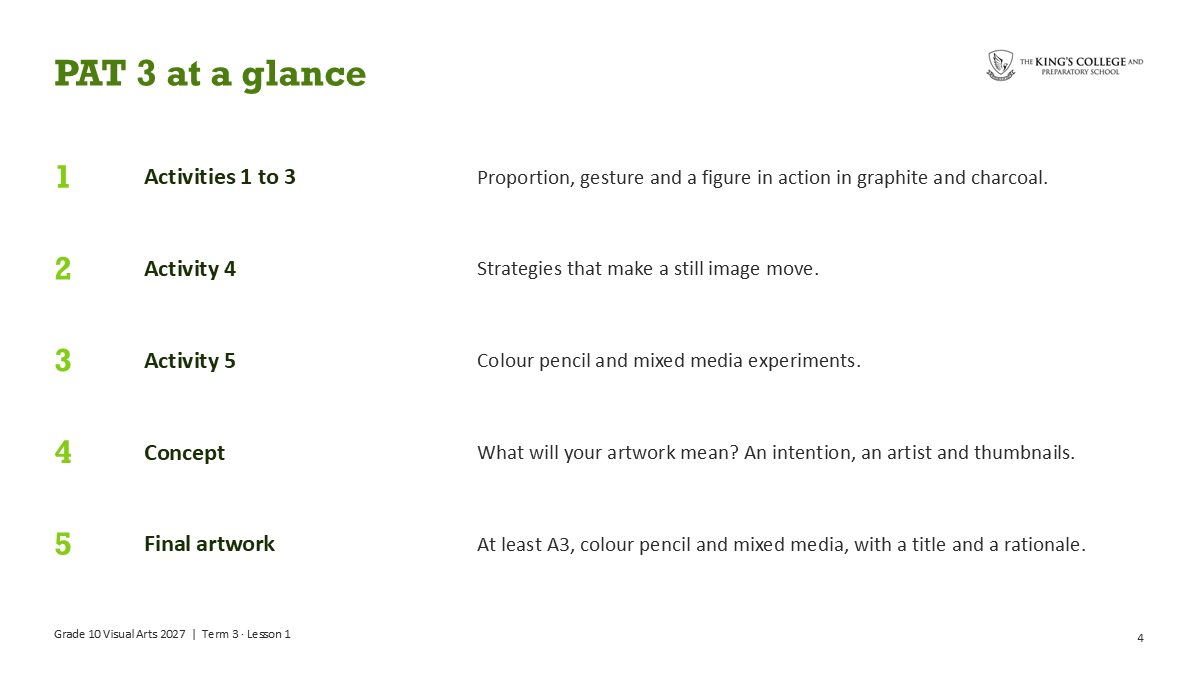 PAT 3 at a glance
THE KING'S COLLEGE AND
PREPARATORY SCHOOL
1 Activities 1 to 3 Proportion, gesture and a figure in action in graphite and charcoal.
2 Activity 4 Strategies that make a still image move.
3 Activity 5 Colour pencil and mixed media experiments.
4 Concept What will your artwork mean? An intention, an artist and thumbnails.
5 Final artwork At least A3, colour pencil and mixed media, with a title and a rationale.
Grade 10 Visual Arts 2027 | Term 3 · Lesson 1
4